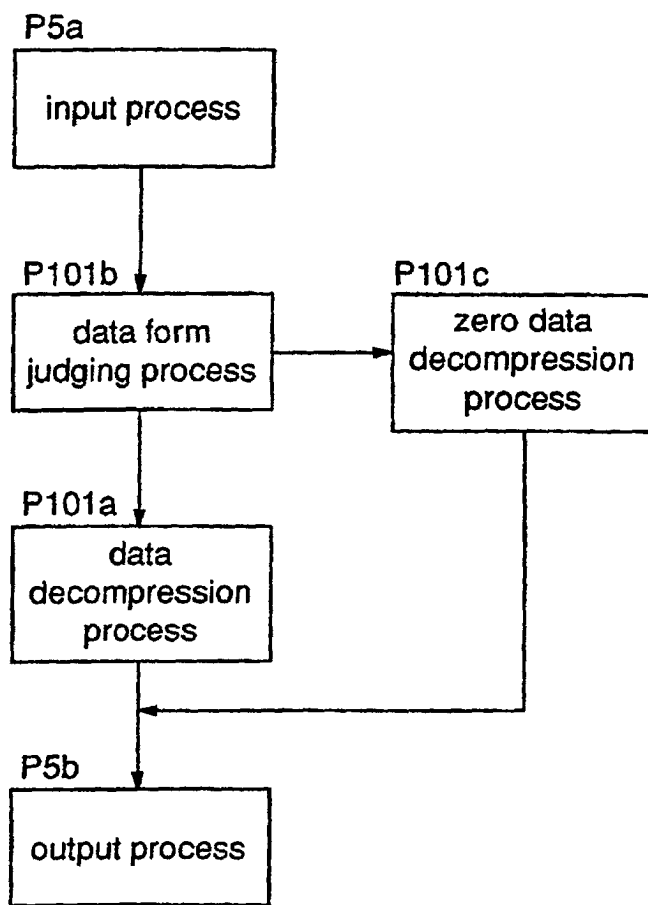 P5a
input process
P101b
data form
judging process
P101c
zero data
decompression
process
P101a
data
decompression
process
P5b
output process